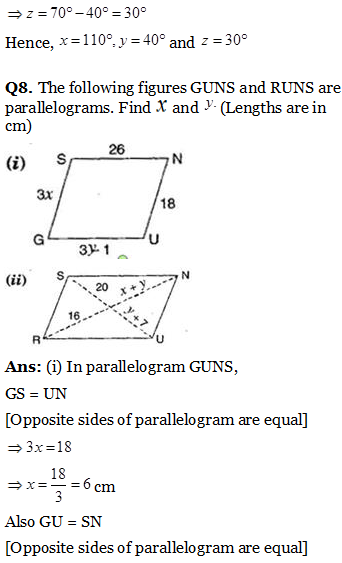 ⇒ z = 70° − 40° = 30°
Hence, x = 110°, y = 40° and z = 30°
Q8. The following figures GUNS and RUNS are
parallelograms. Find x and y. (Lengths are in
cm)
(i)
S 26 N
3x 18
G 3y-1 U
(ii)
S N
20 x + y
16 y + 7
R U
Ans: (i) In parallelogram GUNS,
GS = UN
[Opposite sides of parallelogram are equal]
⇒ 3x = 18
⇒ x = 18/3 = 6 cm
Also GU = SN
[Opposite sides of parallelogram are equal]